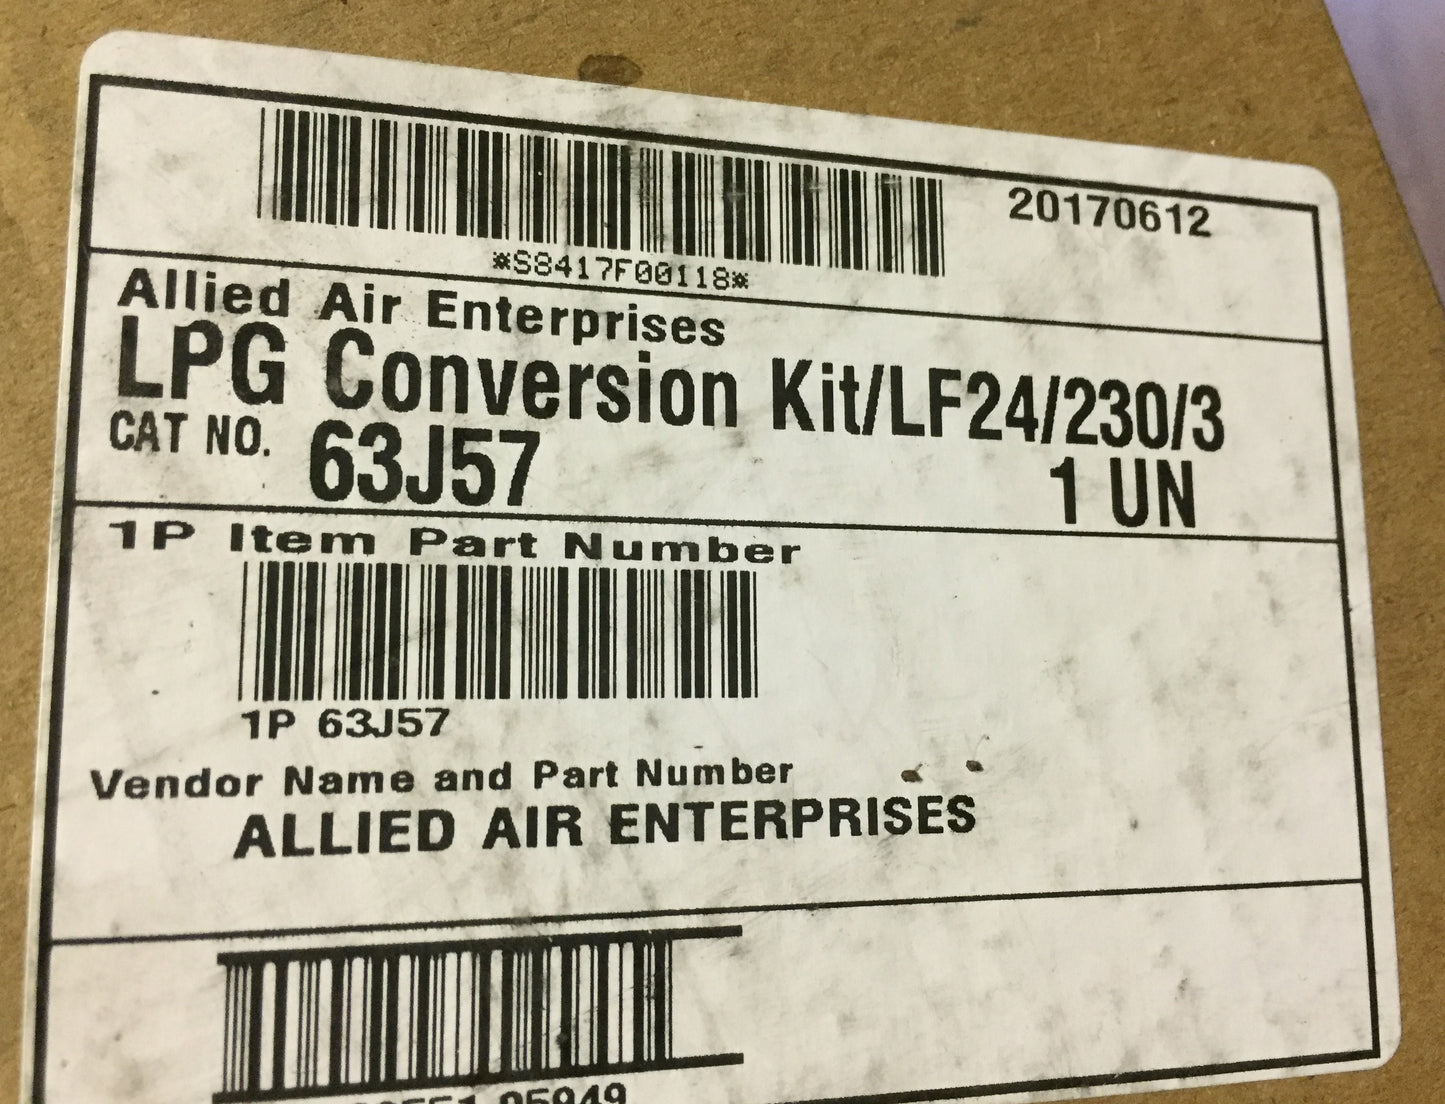 20170612
*S8417F00118*
Allied Air Enterprises
LPG Conversion Kit/LF24/230/3
CAT NO. 63J57 1 UN
1P Item Part Number
1P 63J57
Vendor Name and Part Number
ALLIED AIR ENTERPRISES
05949